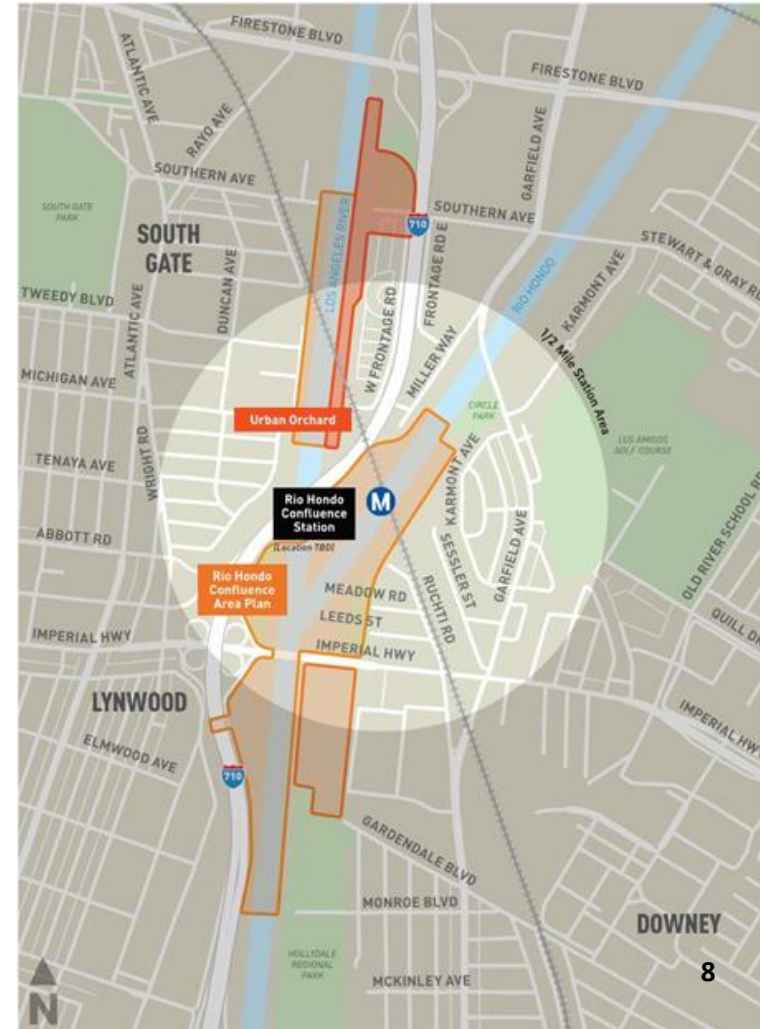 FIRESTONE BLVD
FIRESTONE BLVD
ATLANTIC AVE
RAYO AVE
GARFIELD AVE
SOUTHERN AVE
SOUTH GATE
PARK
LOS ANGELES RIVER
SOUTHERN AVE
710
SOUTH
GATE
STEWART & GRAY RD
DUNCAN AVE
FRONTAGE RD E
RIO HONDO
KARMONT AVE
TWEEDY BLVD
ATLANTIC AVE
W FRONTAGE RD
MILLER WAY
1/2 Mile Station Area
MICHIGAN AVE
CIRCLE
PARK
Urban Orchard
LOS AMIGOS
GOLF COURSE
WRIGHT RD
TENAYA AVE
KARMONT AVE
Rio Hondo
Confluence
Station
M
(Location TBD)
GARFIELD AVE
OLD RIVER SCHOOL RD
ABBOTT RD
SESSLER ST
Rio Hondo
Confluence
Area Plan
MEADOW RD
RUCHTI RD
LEEDS ST
QUILL DR
IMPERIAL HWY
IMPERIAL HWY
LYNWOOD
IMPERIAL HWY
ELMWOOD AVE
710
GARDENDALE BLVD
MONROE BLVD
DOWNEY
HOLLYDALE
REGIONAL
PARK
MCKINLEY AVE
8
N